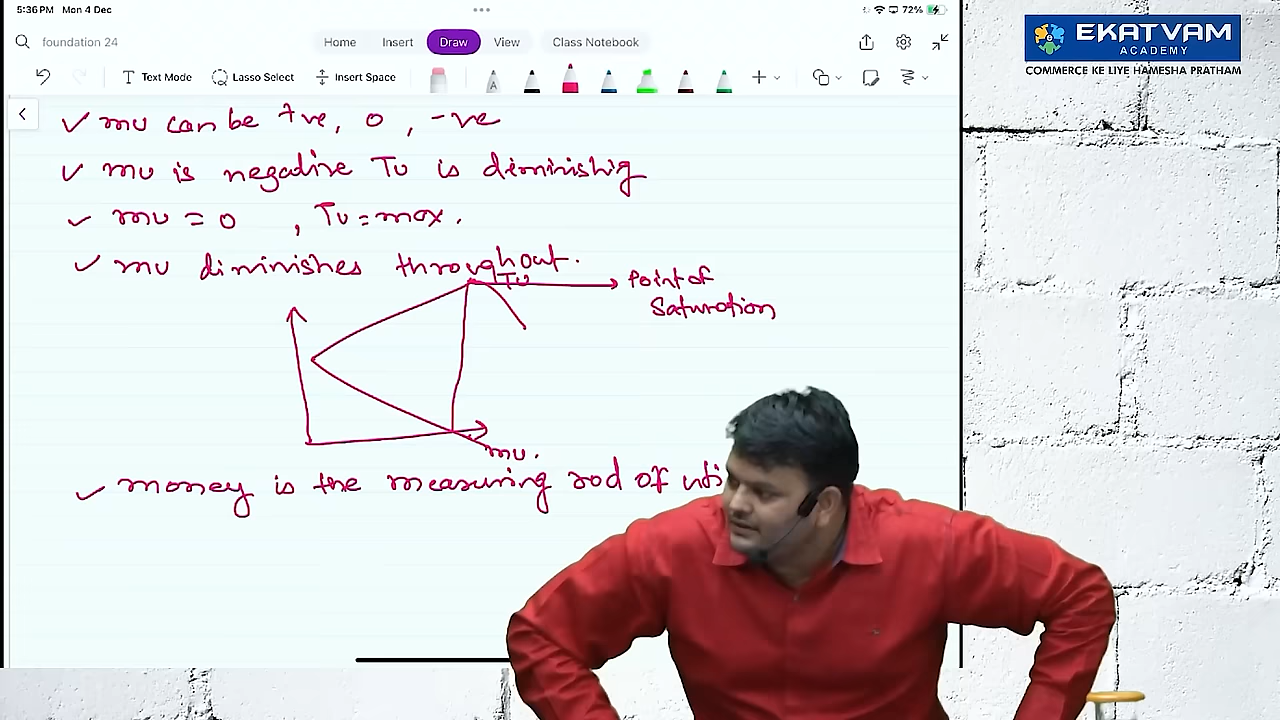 5:36 PM Mon 4 Dec
72%
foundation 24
Home Insert Draw View Class Notebook
Text Mode Lasso Select Insert Space
EKATVAM
ACADEMY
COMMERCE KE LIYE HAMESHA PRATHAM
✓ mu can be +ve, 0, -ve
✓ mu is negative Tu is diminishig
✓ mu = 0 , Tu = max.
✓ mu diminishes throughout.
Tu
Point of
Saturation
mu.
✓ money is the measuring rod of